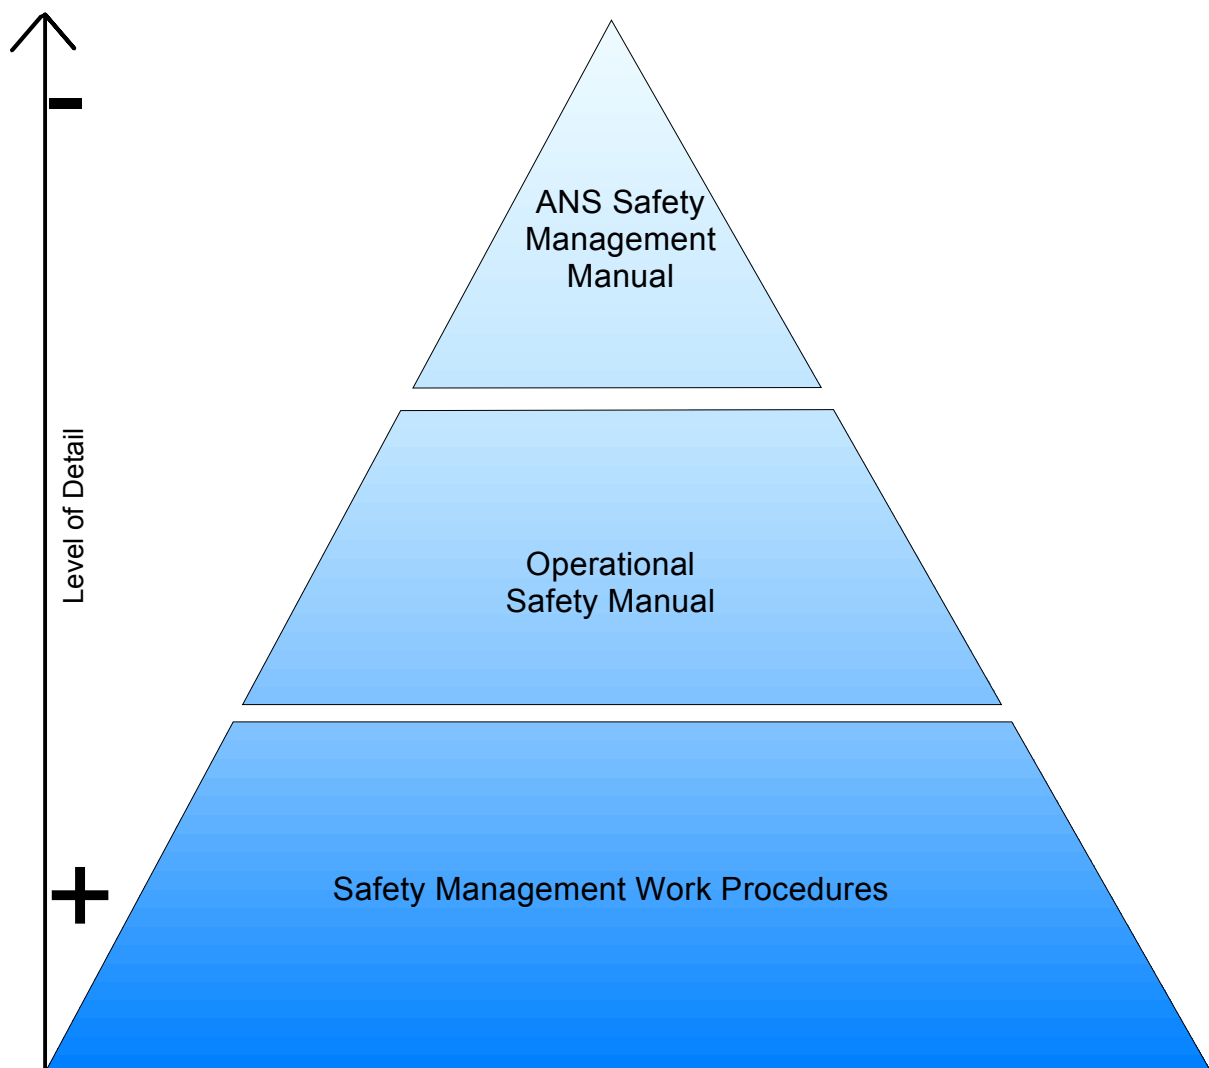 -
ANS Safety
Management
Manual
Level of Detail
Operational
Safety Manual
+
Safety Management Work Procedures